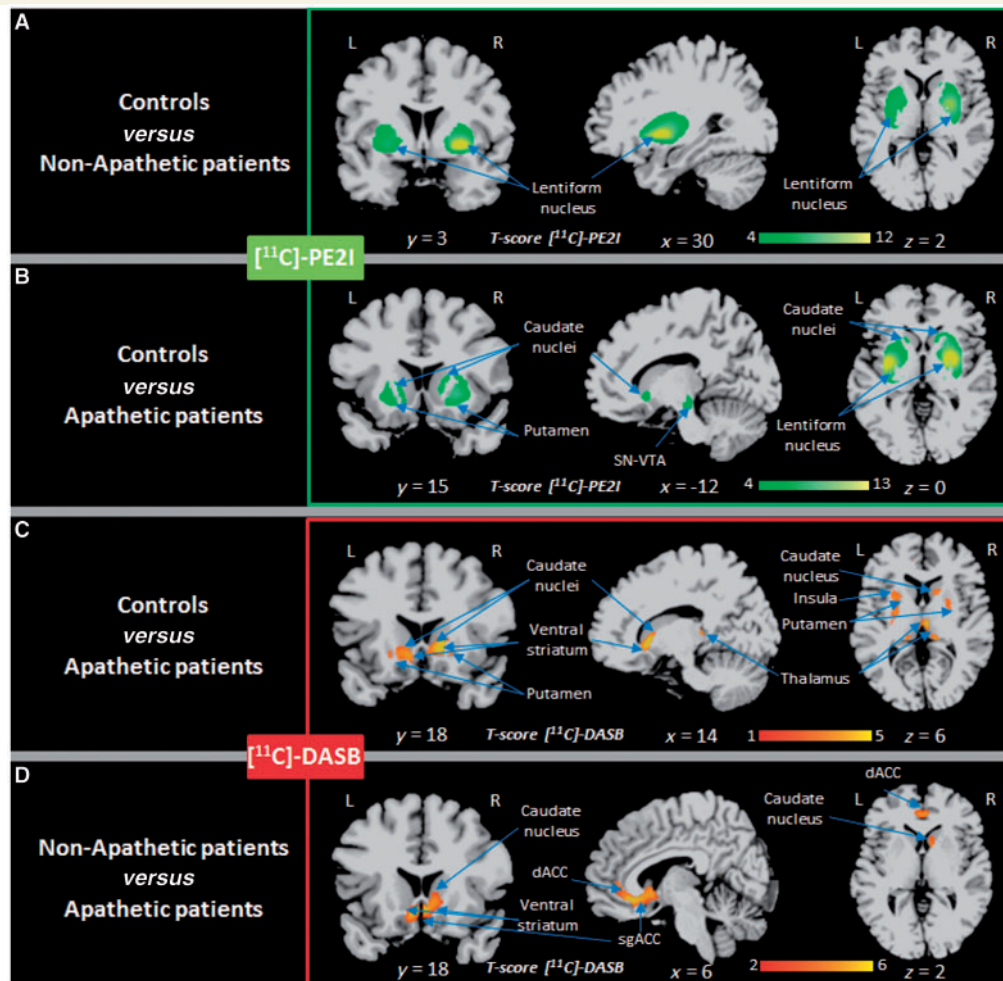 A
L
R
L
R
Controls
versus
Non-Apathetic patients
Lentiform
nucleus
Lentiform
nucleus
y = 3
T-score [¹¹C]-PE2I
x = 30
4
12
z = 2
[¹¹C]-PE2I
B
L
R
L
R
Controls
versus
Apathetic patients
Caudate
nuclei
Putamen
SN-VTA
Caudate
nuclei
Lentiform
nucleus
y = 15
T-score [¹¹C]-PE2I
x = -12
4
13
z = 0
C
L
R
L
R
Controls
versus
Apathetic patients
Caudate
nuclei
Ventral
striatum
Putamen
Caudate
nucleus
Insula
Putamen
Thalamus
y = 18
T-score [¹¹C]-DASB
x = 14
1
5
z = 6
[¹¹C]-DASB
D
L
R
L
R
Non-Apathetic patients
versus
Apathetic patients
Caudate
nucleus
dACC
Ventral
striatum
sgACC
dACC
Caudate
nucleus
y = 18
T-score [¹¹C]-DASB
x = 6
2
6
z = 2